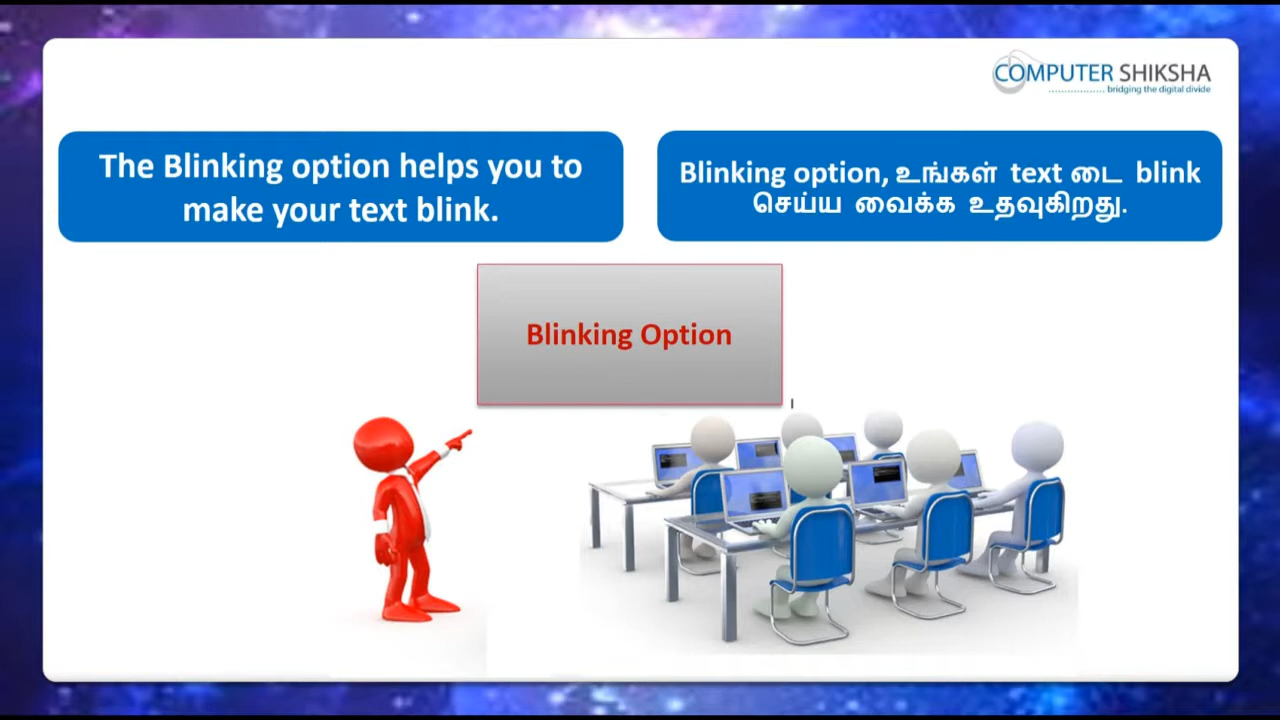 COMPUTER SHIKSHA
bridging the digital divide
The Blinking option helps you to
make your text blink.
Blinking option, உங்கள் text டை blink
செய்ய வைக்க உதவுகிறது.
Blinking Option